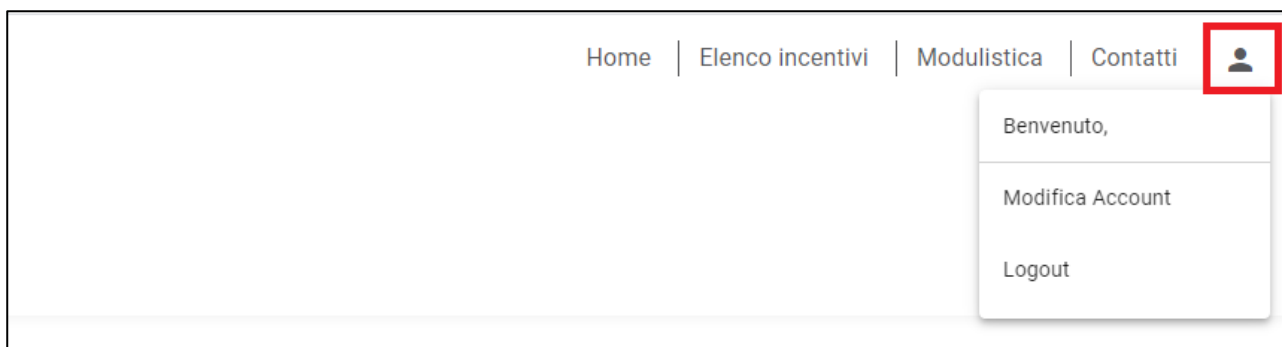 Home | Elenco incentivi | Modulistica | Contatti
Benvenuto,
Modifica Account
Logout